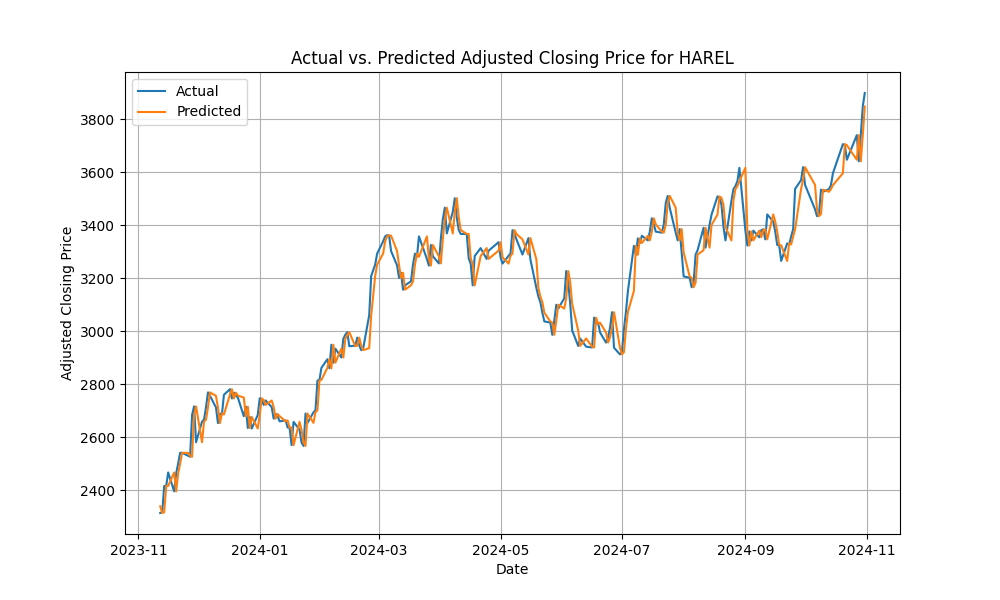 Actual vs. Predicted Adjusted Closing Price for HAREL
Actual
Predicted
Adjusted Closing Price
3800
3600
3400
3200
3000
2800
2600
2400
2023-11 2024-01 2024-03 2024-05 2024-07 2024-09 2024-11
Date